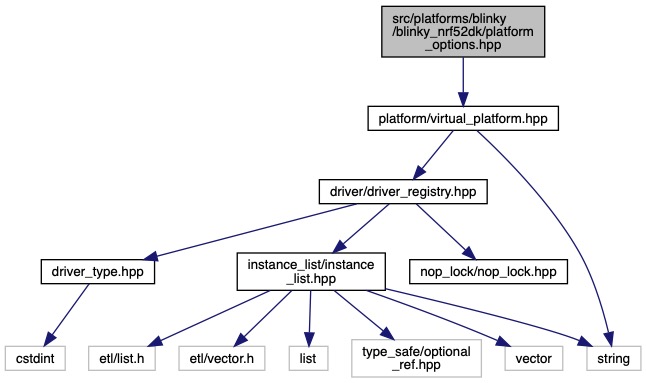 src/platforms/blinky
/blinky_nrf52dk/platform
_options.hpp
platform/virtual_platform.hpp
driver/driver_registry.hpp
driver_type.hpp
instance_list/instance
_list.hpp
nop_lock/nop_lock.hpp
cstdint
etl/list.h
etl/vector.h
list
type_safe/optional
_ref.hpp
vector
string